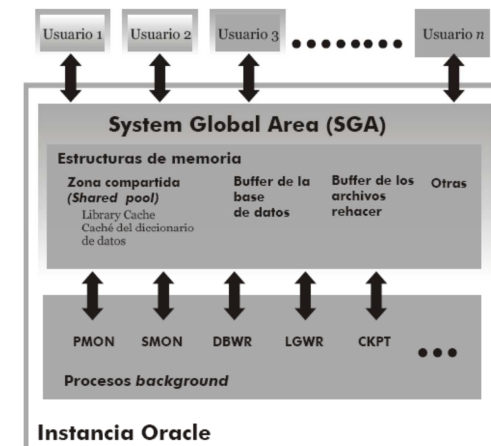 Usuario 1
Usuario 2
Usuario 3
Usuario n
System Global Area (SGA)
Estructuras de memoria
Zona compartida
(Shared pool)
Library Cache
Caché del diccionario
de datos
Buffer de la
base
de datos
Buffer de los
archivos
rehacer
Otras
PMON
SMON
DBWR
LGWR
CKPT
Procesos background
Instancia Oracle